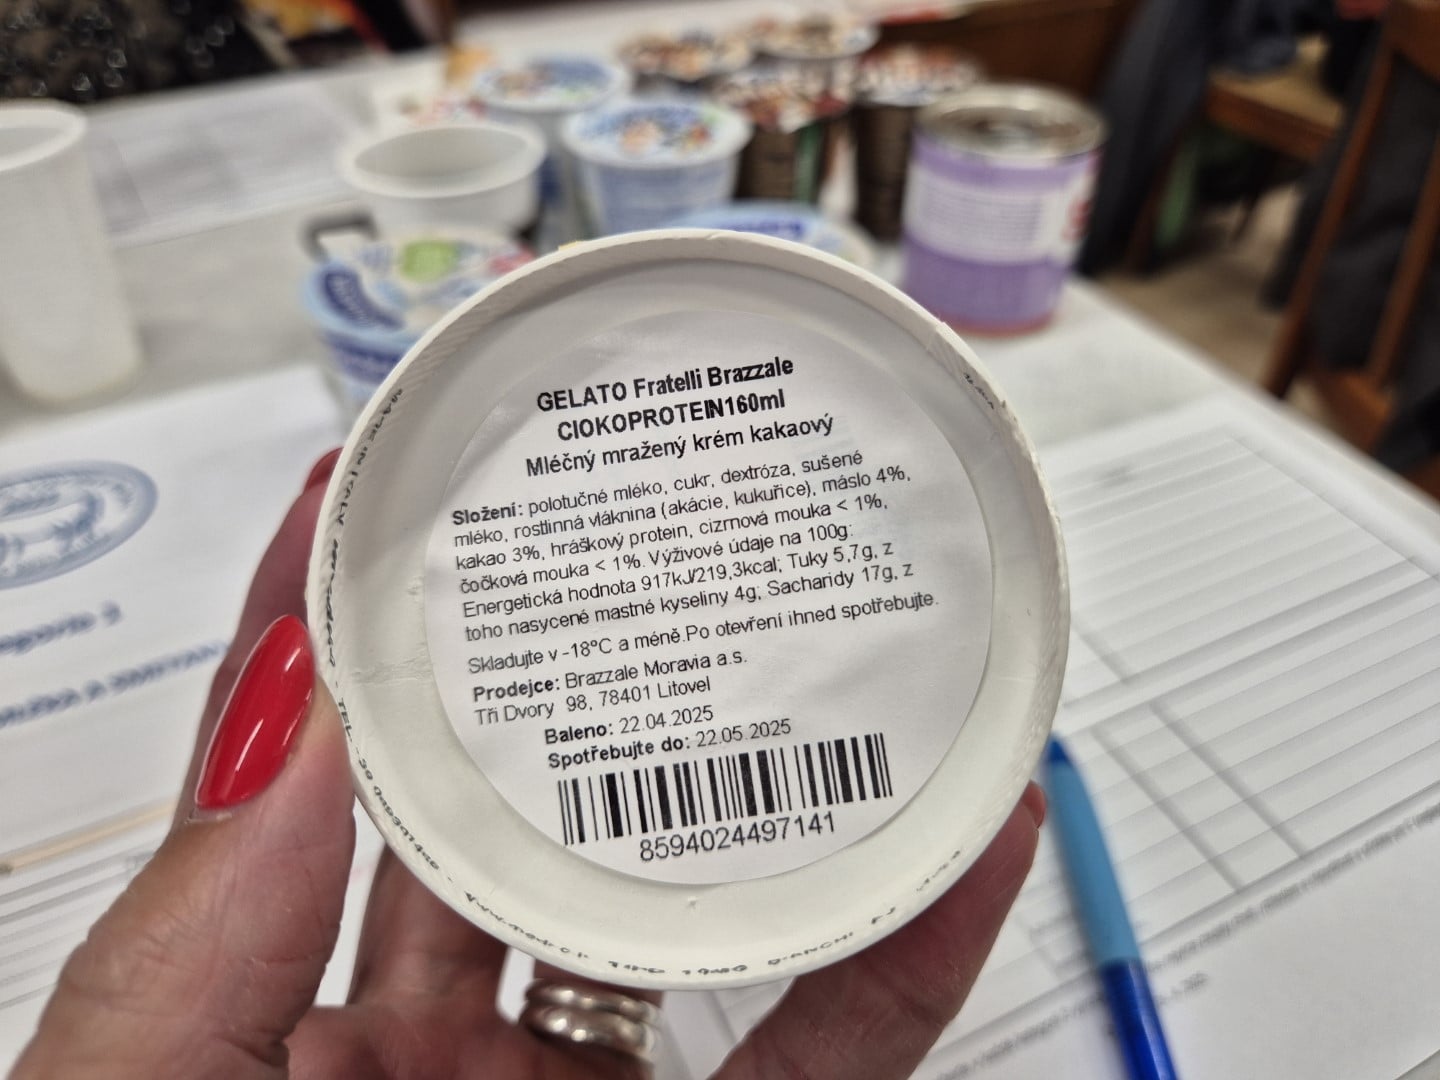 GELATO Fratelli Brazzale
CIOKOPROTEIN160ml
Mléčný mražený krém kakaový
Složení: polotučné mléko, cukr, dextróza, sušené
mléko, rostlinná vláknina (akácie, kukuřice), máslo 4%,
kakao 3%, hráškový protein, cizrnová mouka < 1%,
čočková mouka < 1%. Výživové údaje na 100g:
Energetická hodnota 917kJ/219,3kcal; Tuky 5,7g, z
toho nasycené mastné kyseliny 4g; Sacharidy 17g, z
Skladujte v -18°C a méně.Po otevření ihned spotřebujte.
Prodejce: Brazzale Moravia a.s.
Tři Dvory 98, 78401 Litovel
Baleno: 22.04.2025
Spotřebujte do: 22.05.2025
8594024497141